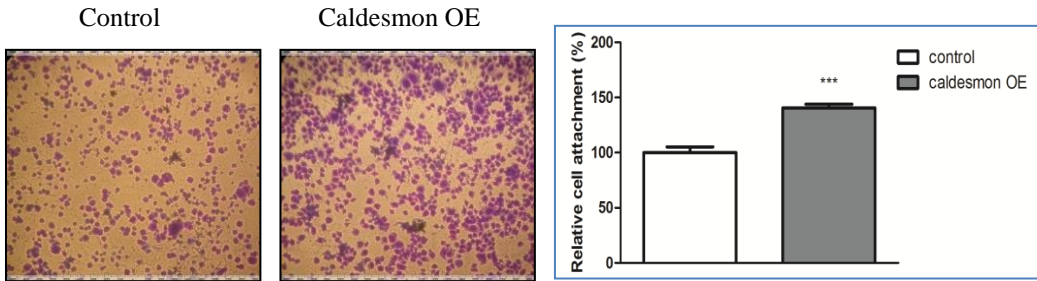 Control
Caldesmon OE
Relative cell attachment (%)
200
150
100
50
0
***
control
caldesmon OE